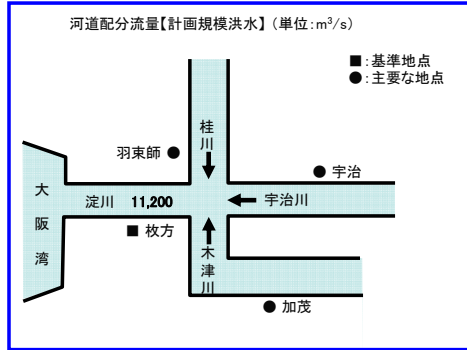 河道配分流量【計画規模洪水】（単位:m³/s）
■:基準地点
●:主要な地点
桂川
羽束師 ●
● 宇治
大阪湾
淀川 11,200
宇治川
■ 枚方
木津川
● 加茂